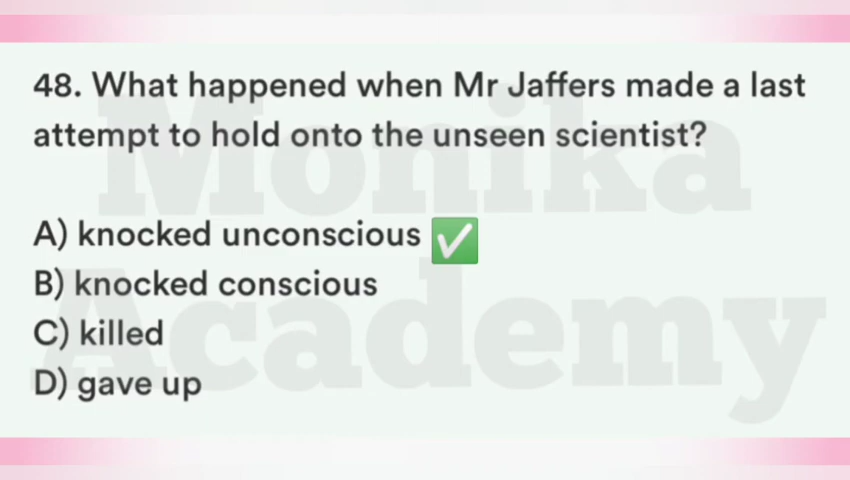 48. What happened when Mr Jaffers made a last
attempt to hold onto the unseen scientist?
A) knocked unconscious ✅
B) knocked conscious
C) killed
D) gave up
Monika
Academy